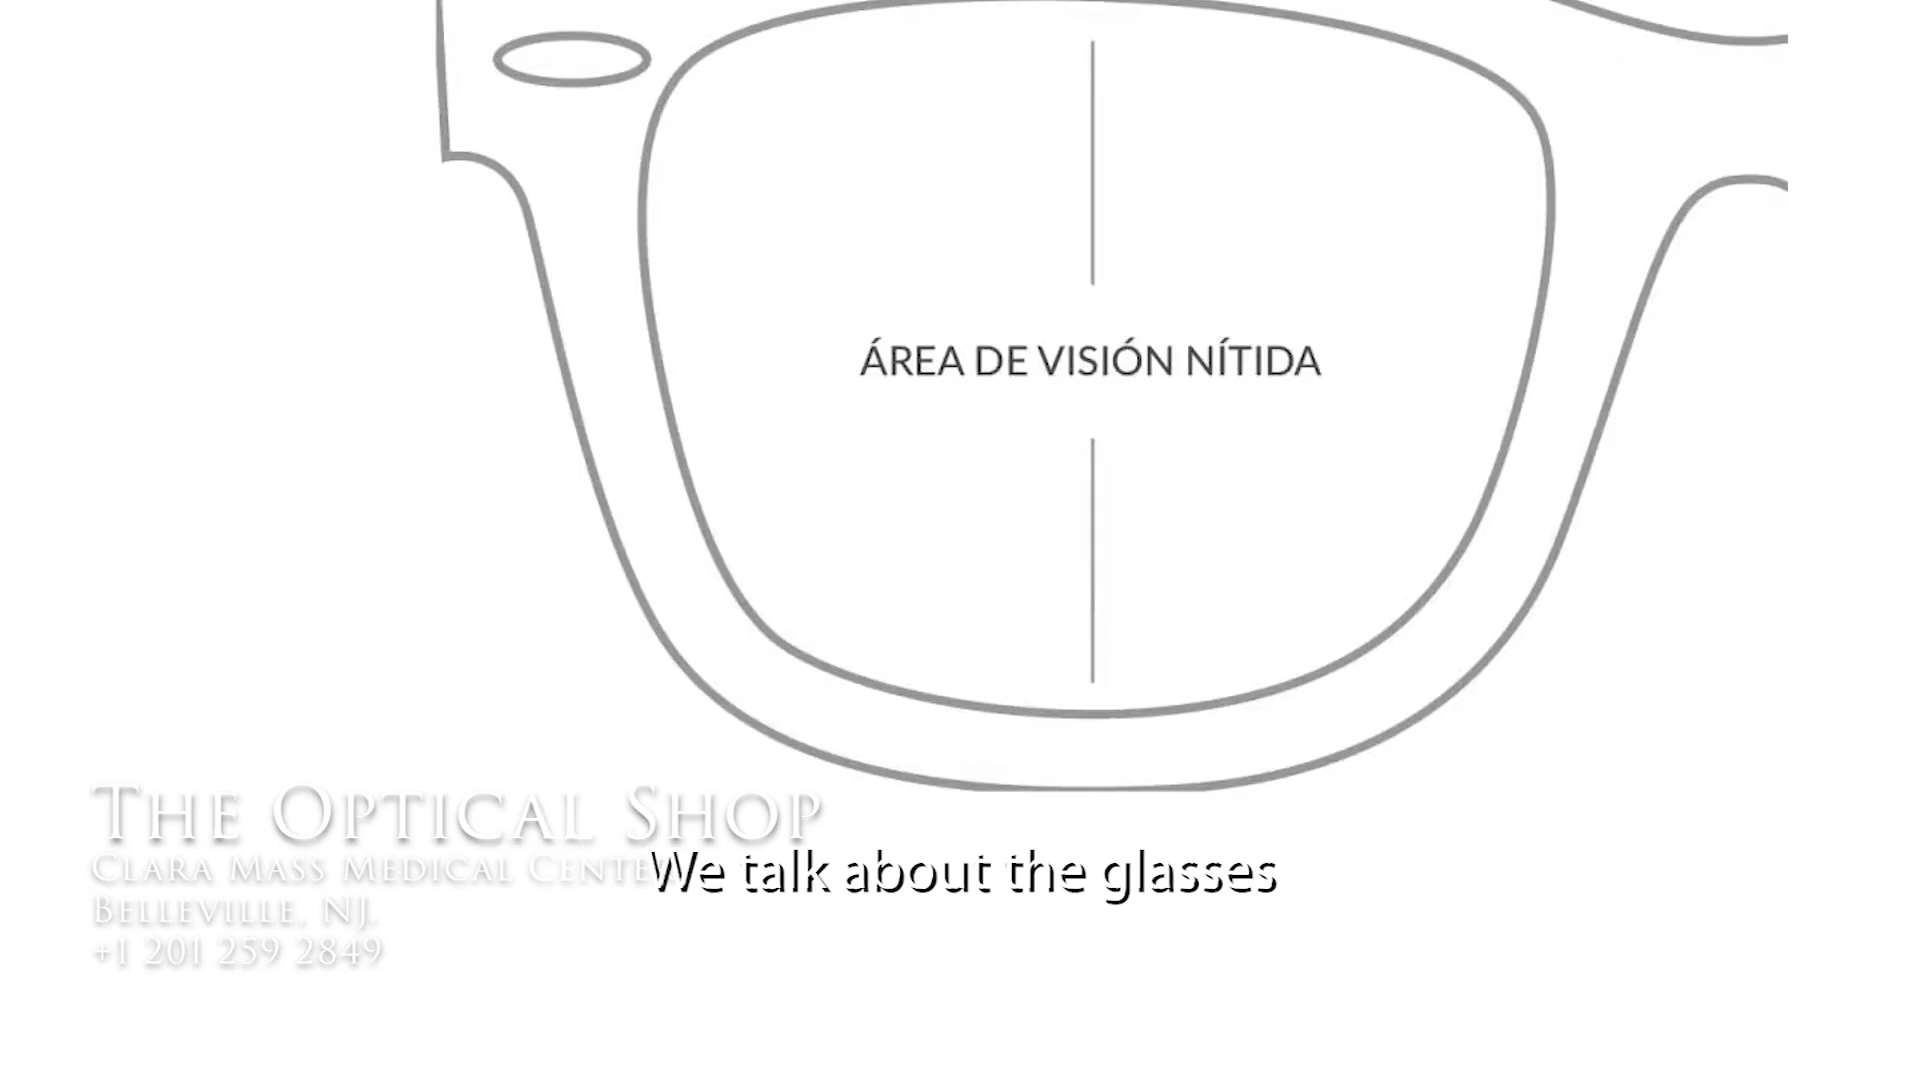 ÁREA DE VISIÓN NÍTIDA
THE OPTICAL SHOP
CLARA MASS MEDICAL CENTER
We talk about the glasses
BELLEVILLE, NJ.
+1 201 259 2849